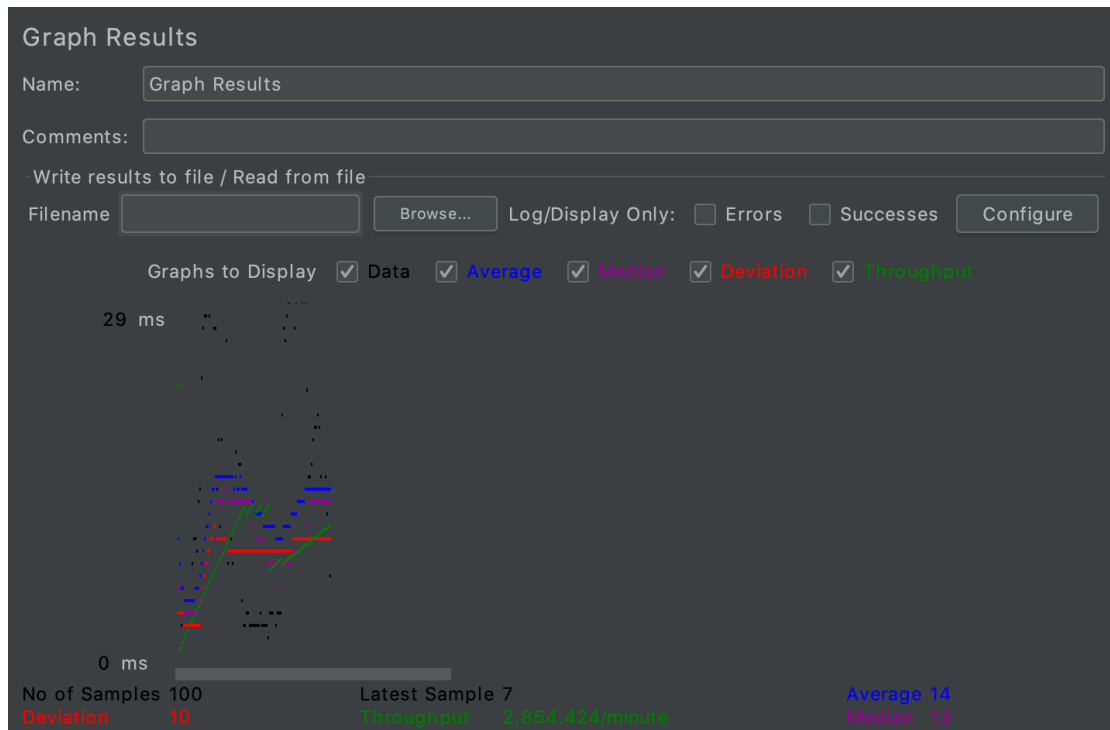 Graph Results
Name: Graph Results
Comments:
Write results to file / Read from file
Filename Browse... Log/Display Only: Errors Successes Configure
Graphs to Display Data Average Median Deviation Throughput
29 ms
0 ms
No of Samples 100 Latest Sample 7 Average 14
Deviation 10 Throughput 2,854.424/minute Median 13